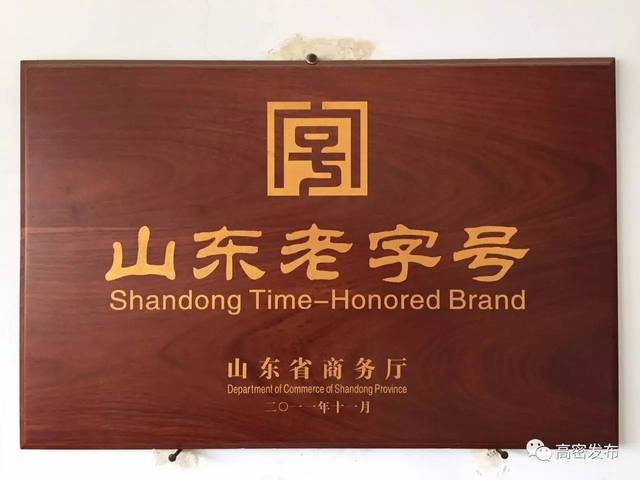 山东老字号
Shandong Time-Honored Brand
山东省商务厅
Department of Commerce of Shandong Province
二〇一一年十一月
高密发布